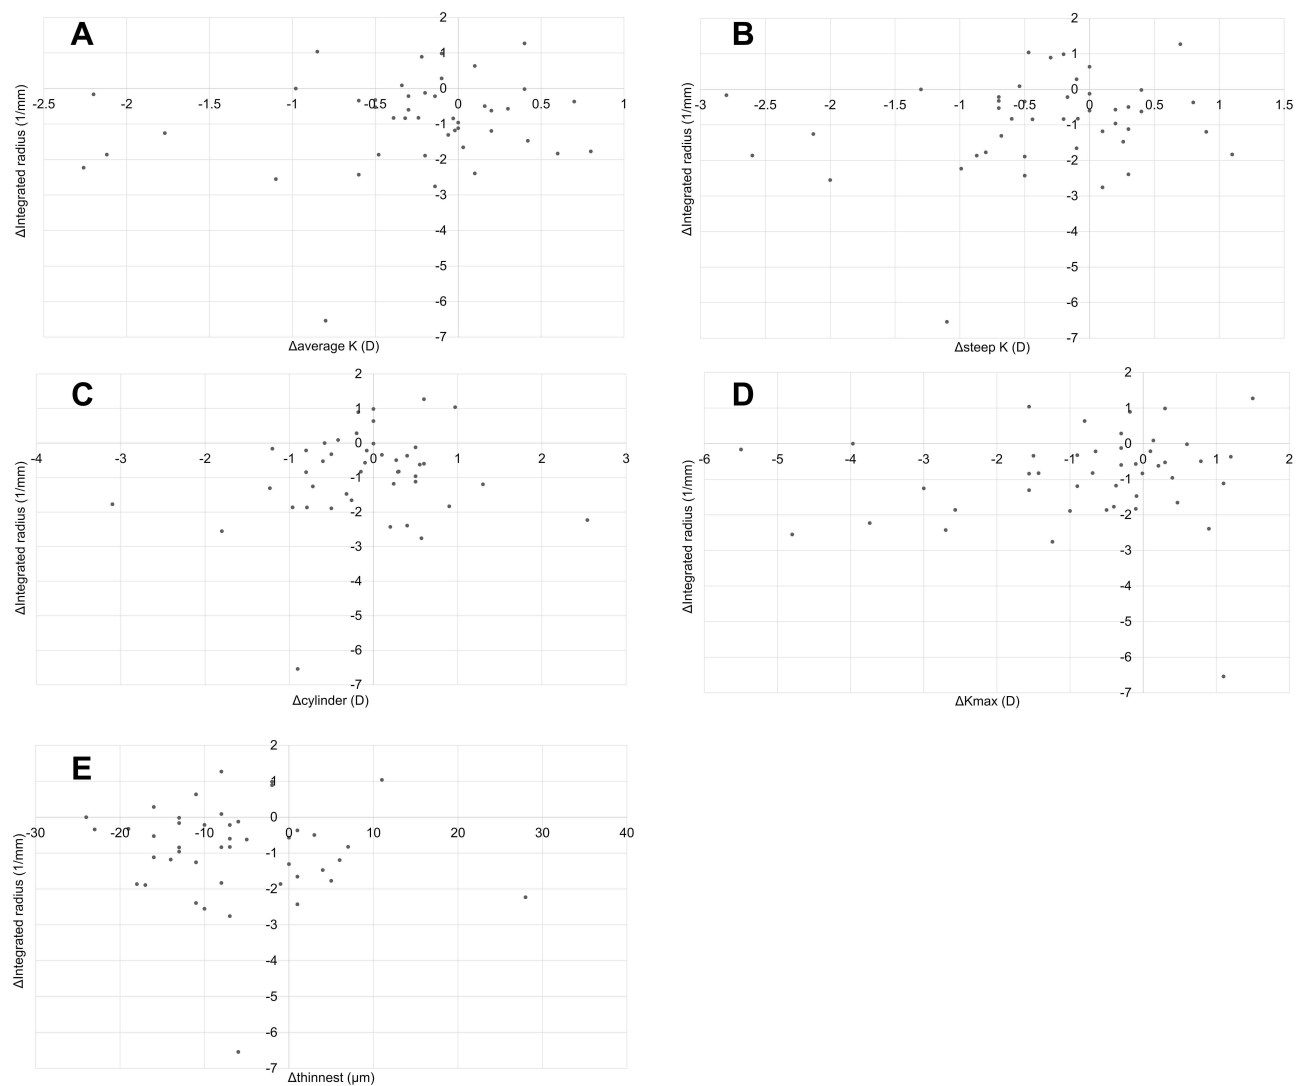 A
2
1
0
-1
-2
-3
-4
-5
-6
-7
-2.5 -2 -1.5 -1 -0.5 0 0.5 1
ΔIntegrated radius (1/mm)
Δaverage K (D)
B
2
1
0
-1
-2
-3
-4
-5
-6
-7
-3 -2.5 -2 -1.5 -1 -0.5 0 0.5 1 1.5
ΔIntegrated radius (1/mm)
Δsteep K (D)
C
2
1
0
-1
-2
-3
-4
-5
-6
-7
-4 -3 -2 -1 0 1 2 3
ΔIntegrated radius (1/mm)
Δcylinder (D)
D
2
1
0
-1
-2
-3
-4
-5
-6
-7
-6 -5 -4 -3 -2 -1 0 1 2
ΔIntegrated radius (1/mm)
ΔKmax (D)
E
2
1
0
-1
-2
-3
-4
-5
-6
-7
-30 -20 -10 0 10 20 30 40
ΔIntegrated radius (1/mm)
Δthinnest (μm)